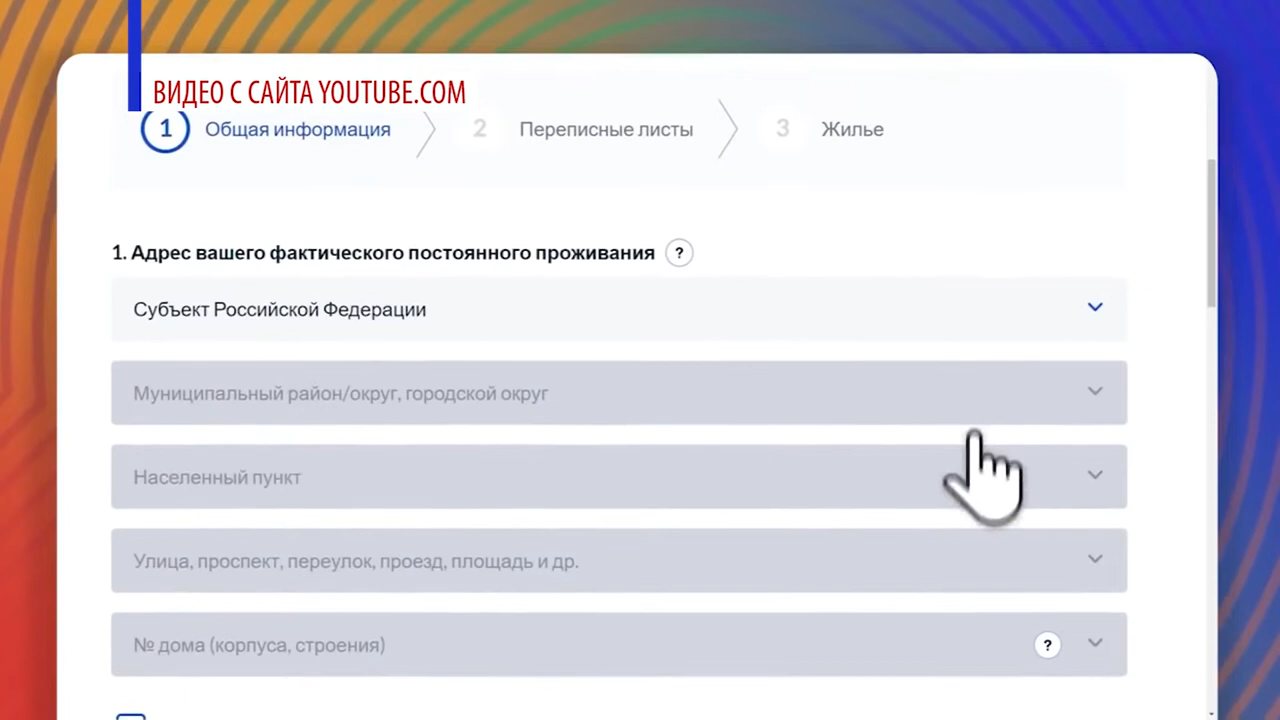 ВИДЕО С САЙТА YOUTUBE.COM
1 Общая информация 2 Переписные листы 3 Жилье
1. Адрес вашего фактического постоянного проживания ?
Субъект Российской Федерации
Муниципальный район/округ, городской округ
Населенный пункт
Улица, проспект, переулок, проезд, площадь и др.
№ дома (корпуса, строения) ?